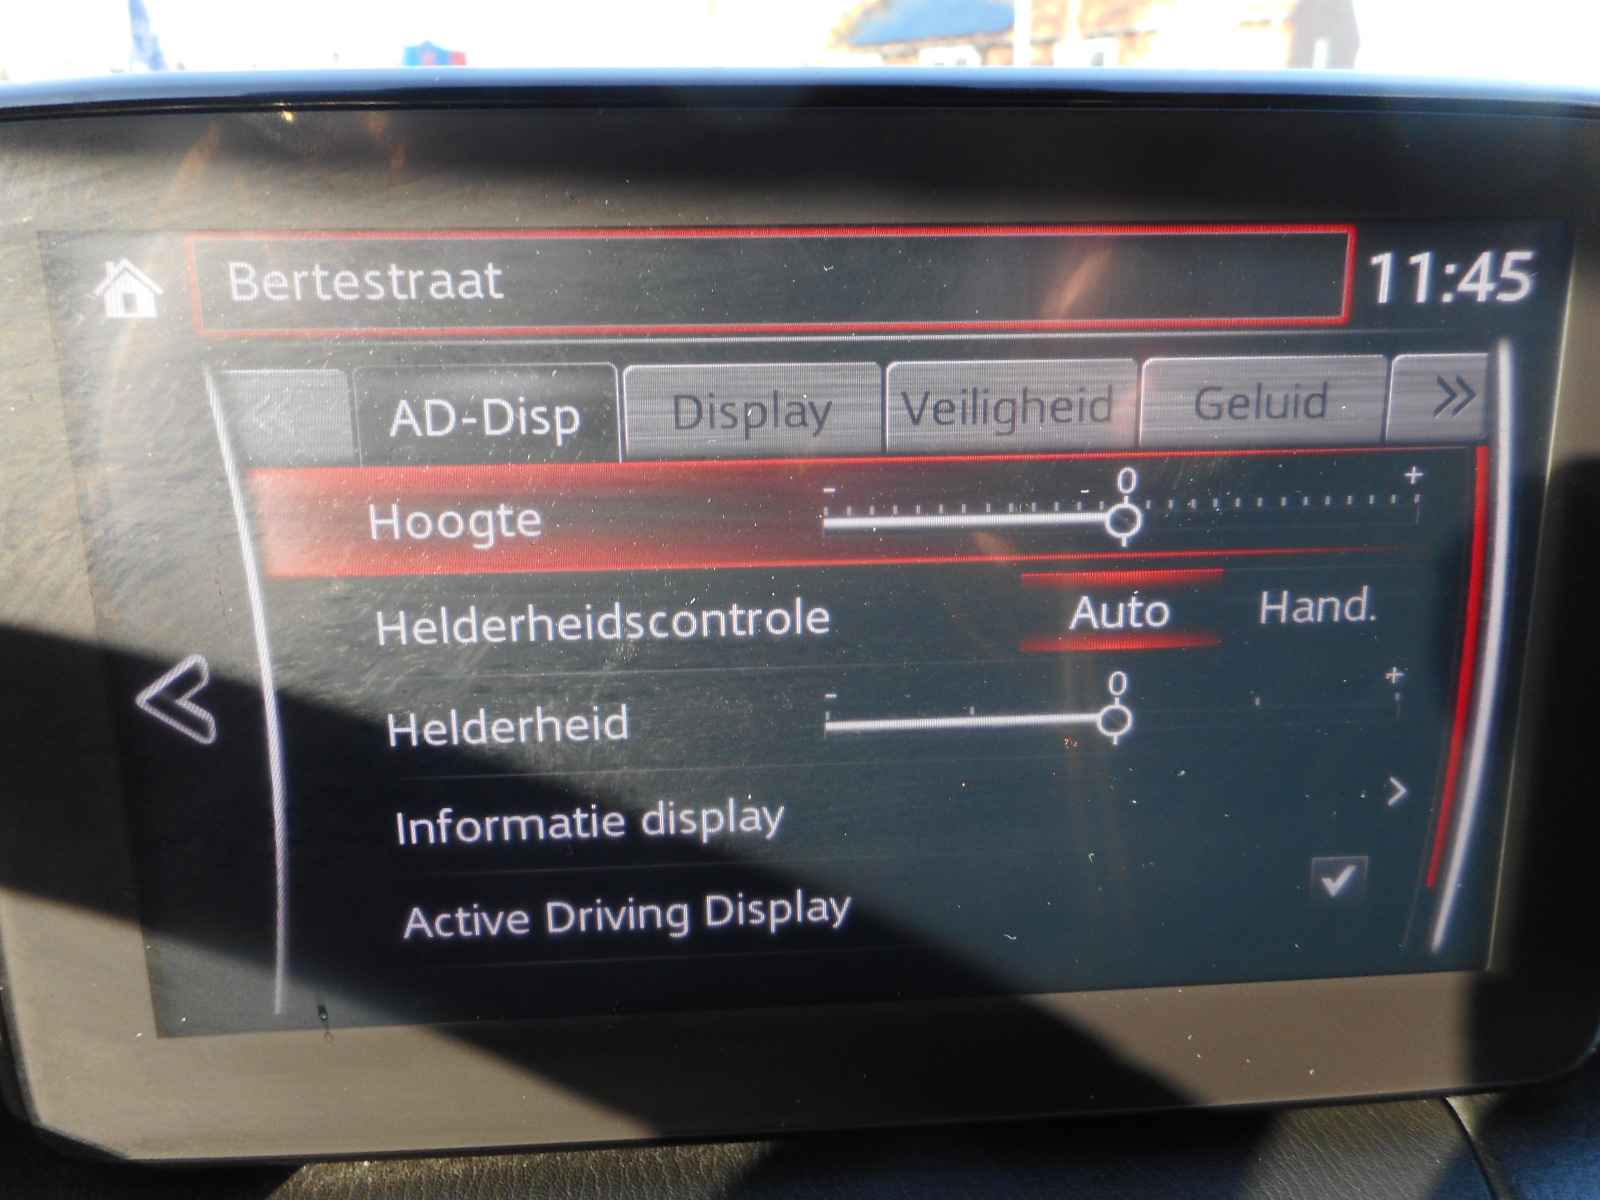 Bertestraat 11:45
<< AD-Disp Display Veiligheid Geluid >>
Hoogte - 0 +
Helderheidscontrole Auto Hand.
Helderheid - 0 +
Informatie display >
Active Driving Display